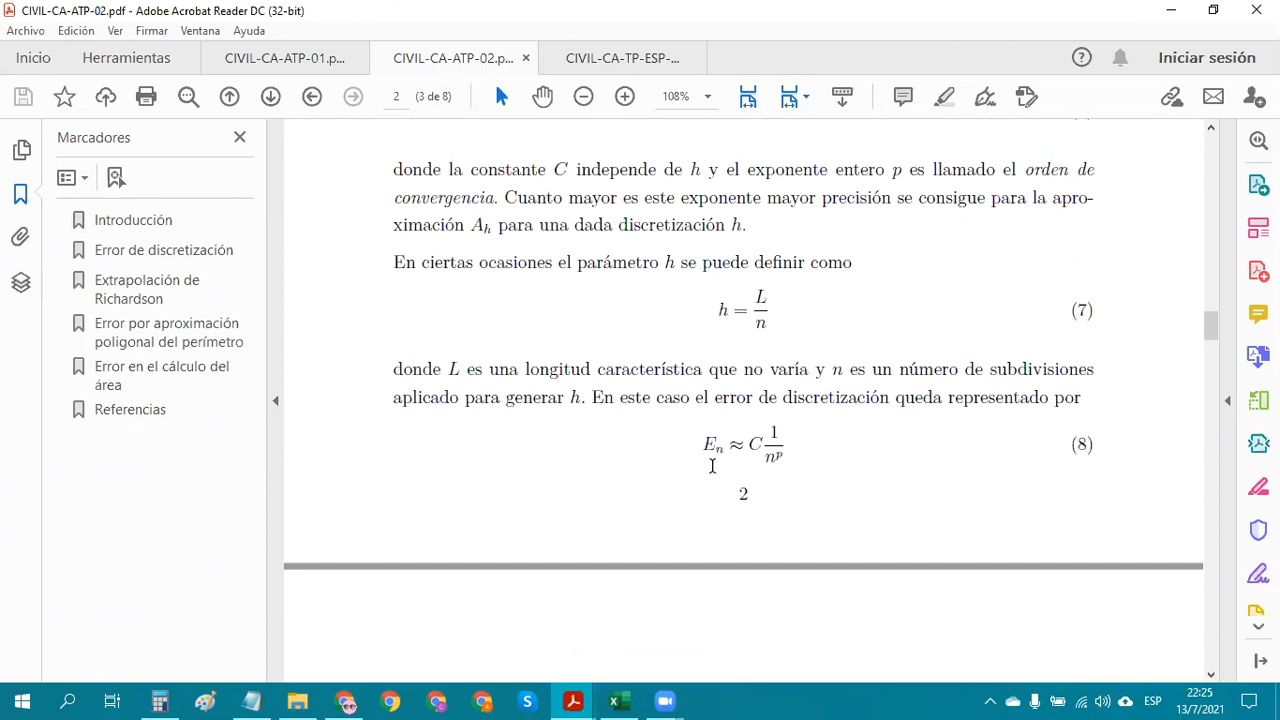 CIVIL-CA-ATP-02.pdf - Adobe Acrobat Reader DC (32-bit)
Archivo Edición Ver Firmar Ventana Ayuda
Inicio Herramientas CIVIL-CA-ATP-01.p... CIVIL-CA-ATP-02.p... × CIVIL-CA-TP-ESP-... Iniciar sesión
2 (3 de 8) 108%
Marcadores
Introducción
Error de discretización
Extrapolación de
Richardson
Error por aproximación
poligonal del perímetro
Error en el cálculo del
área
Referencias
donde la constante C independe de h y el exponente entero p es llamado el orden de
convergencia. Cuanto mayor es este exponente mayor precisión se consigue para la apro-
ximación A_h para una dada discretización h.
En ciertas ocasiones el parámetro h se puede definir como
h = L/n (7)
donde L es una longitud característica que no varía y n es un número de subdivisiones
aplicado para generar h. En este caso el error de discretización queda representado por
E_n ≈ C 1/n^p (8)
2
ESP
22:25
13/7/2021